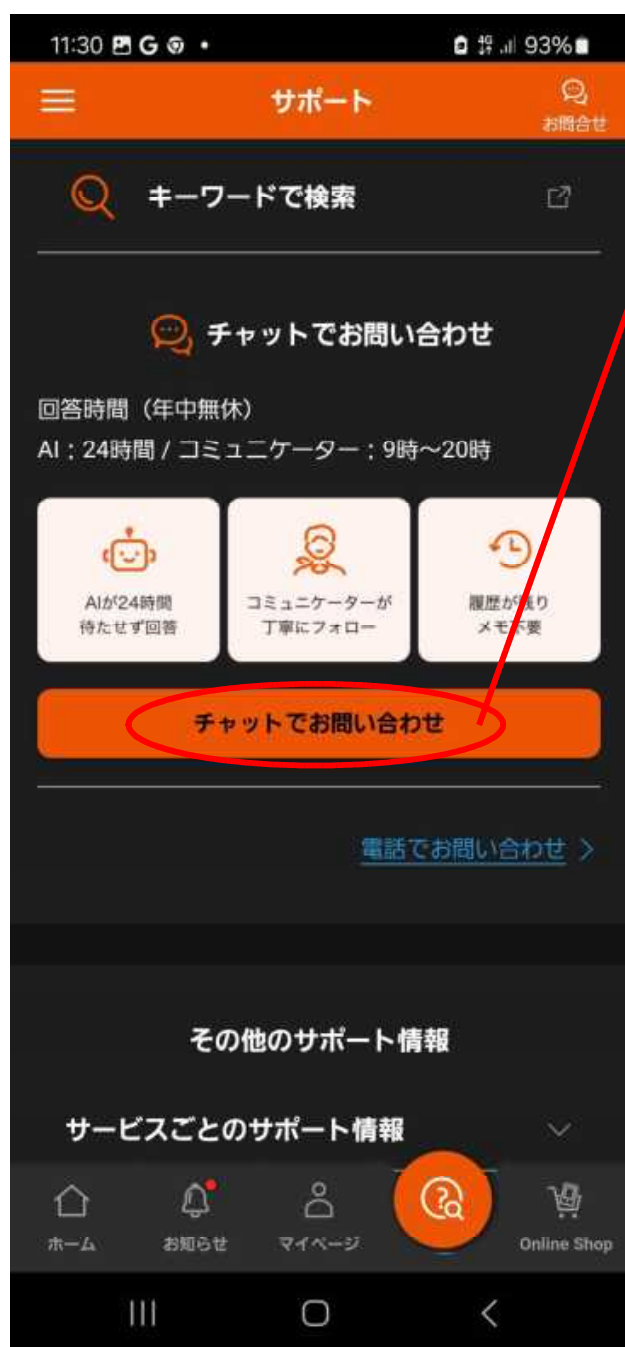 11:30 G 4G 93%
サポート
お問合せ
キーワードで検索
チャットでお問い合わせ
回答時間（年中無休）
AI：24時間 / コミュニケーター：9時～20時
AIが24時間
待たせず回答
コミュニケーターが
丁寧にフォロー
履歴が残り
メモ不要
チャットでお問い合わせ
電話でお問い合わせ
その他のサポート情報
サービスごとのサポート情報
ホーム
お知らせ
マイページ
Online Shop